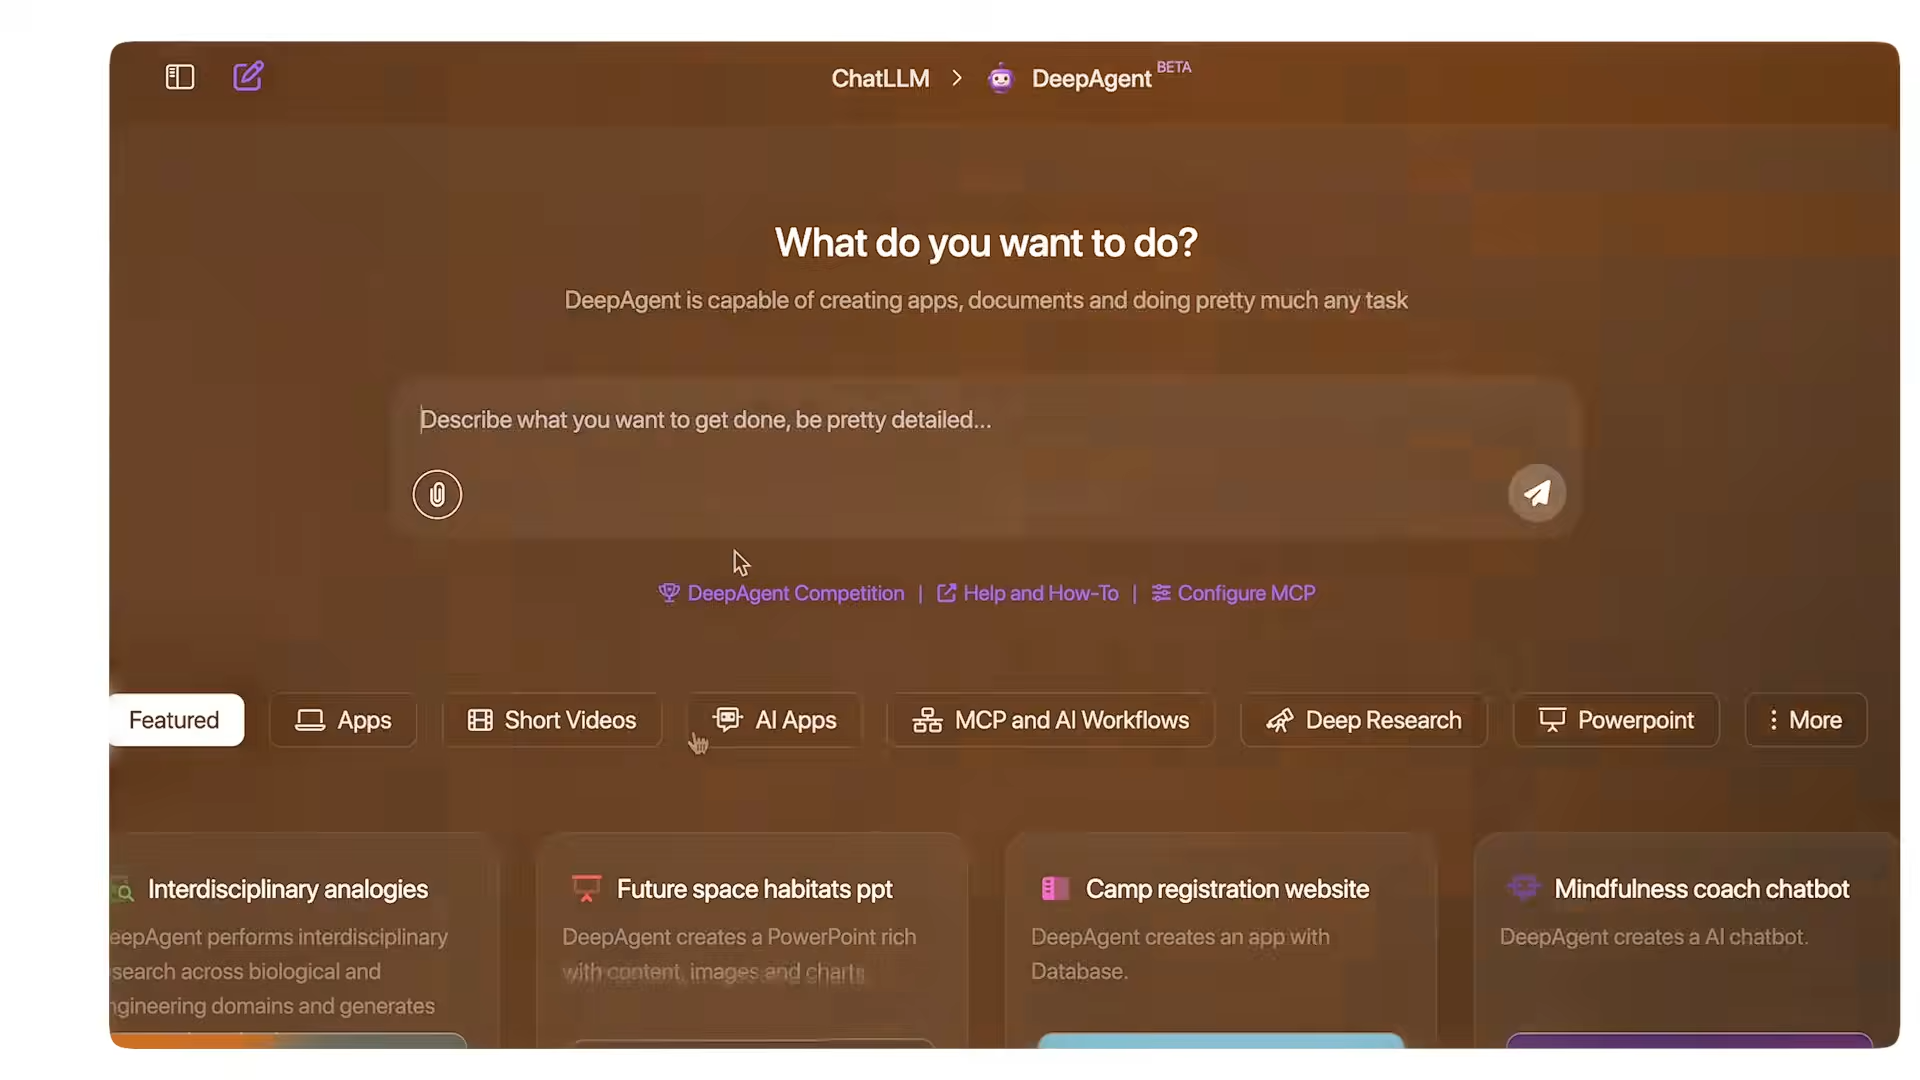 ChatLLM > DeepAgent BETA
What do you want to do?
DeepAgent is capable of creating apps, documents and doing pretty much any task
Describe what you want to get done, be pretty detailed...
DeepAgent Competition | Help and How-To | Configure MCP
Featured
Apps
Short Videos
AI Apps
MCP and AI Workflows
Deep Research
Powerpoint
More
Interdisciplinary analogies
eepAgent performs interdisciplinary
search across biological and
ngineering domains and generates
Future space habitats ppt
DeepAgent creates a PowerPoint rich
with content, images and charts.
Camp registration website
DeepAgent creates an app with
Database.
Mindfulness coach chatbot
DeepAgent creates a AI chatbot.